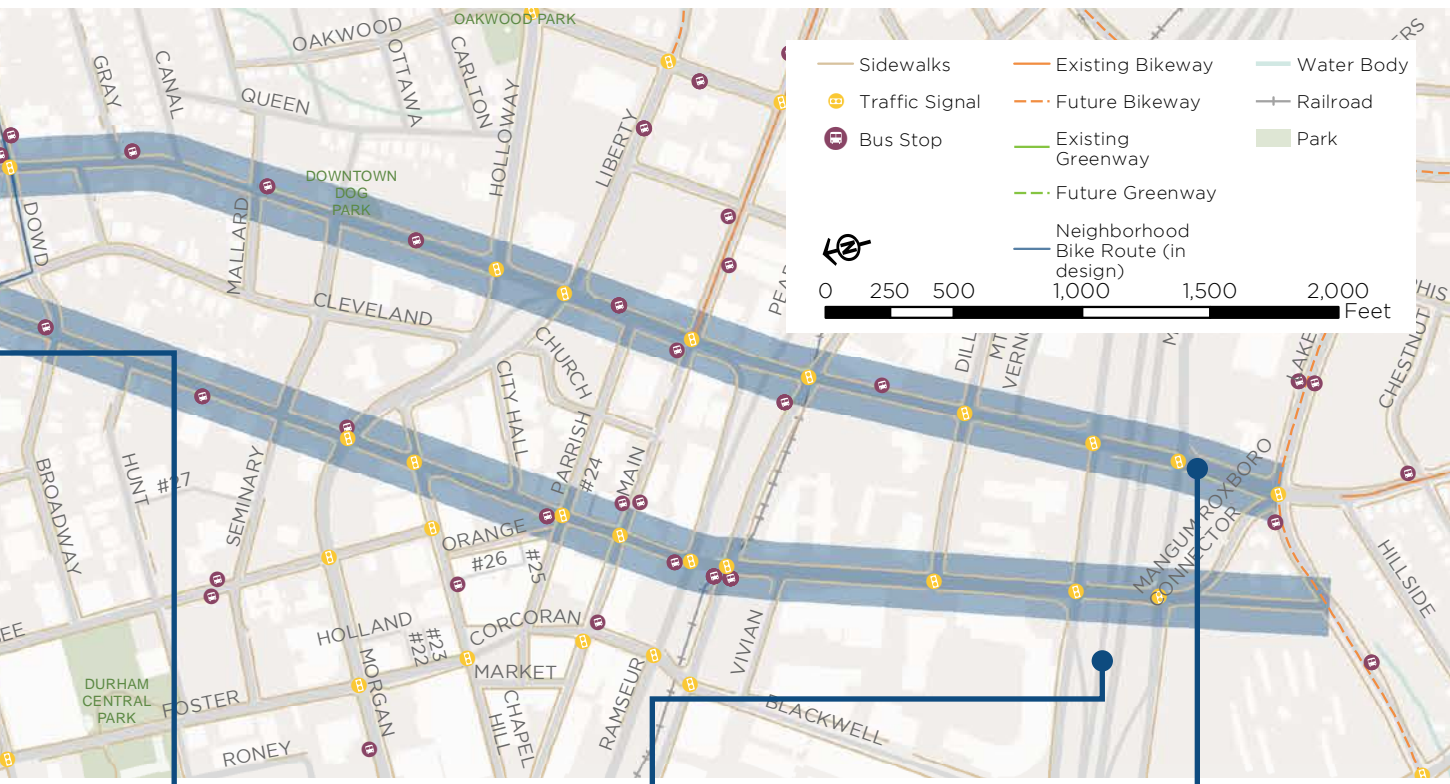 OAKWOOD PARK
OAKWOOD
OTTAWA
CARLTON
GRAY
CANAL
QUEEN
HOLLOWAY
LIBERTY
DOWNTOWN
DOG
PARK
DOWD
MALLARD
CLEVELAND
CHURCH
CITY HALL
PARRISH
#24
MAIN
BROADWAY
HUNT
#27
SEMINARY
ORANGE
#26
#25
HOLLAND
#22
#23
CORCORAN
MARKET
MORGAN
CHAPEL
HILL
RAMSEUR
VIVIAN
BLACKWELL
DURHAM
CENTRAL
PARK
FOSTER
RONEY
MT
MANGUM ROXBORO
CONNECTOR
LAKE
CHESTNUT
HILLSIDE
Sidewalks
Traffic Signal
Bus Stop
Existing Bikeway
Future Bikeway
Existing
Greenway
Future Greenway
Neighborhood
Bike Route (in
design)
Water Body
Railroad
Park
N
0 250 500 1,000 1,500 2,000
Feet